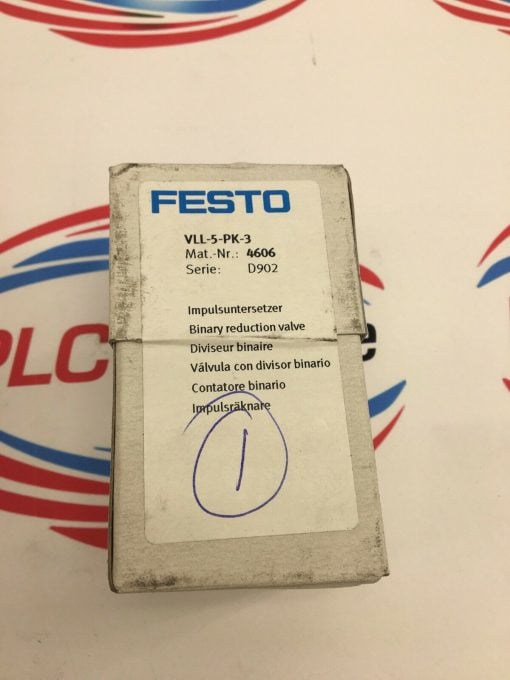 FESTO
VLL-5-PK-3
Mat.-Nr.: 4606
Serie: D902
Impulsuntersetzer
Binary reduction valve
Diviseur binaire
Válvula con divisor binario
Contatore binario
Impulsräknare
1
PLC
e